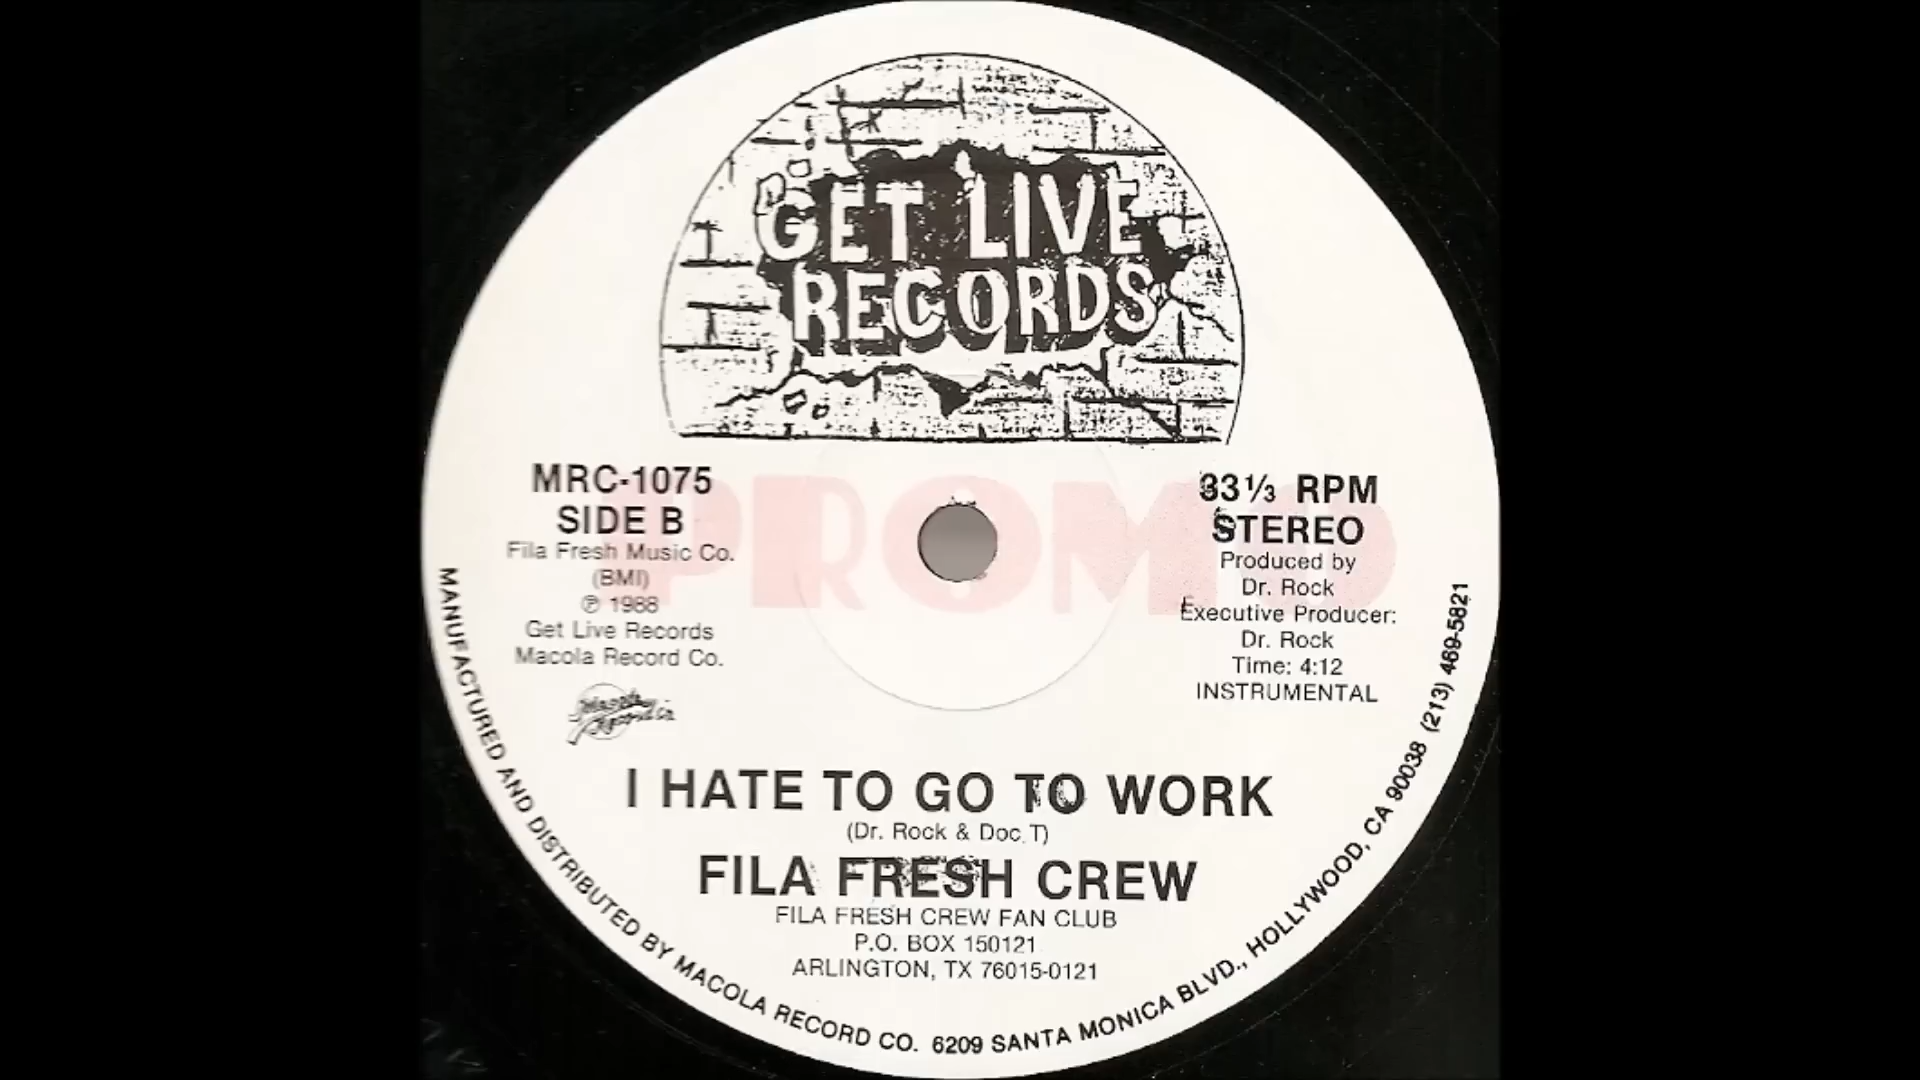 GET LIVE
RECORDS
PROMO
MRC-1075
SIDE B
Fila Fresh Music Co.
(BMI)
℗ 1988
Get Live Records
Macola Record Co.
Macola
Record Co.
33⅓ RPM
STEREO
Produced by
Dr. Rock
Executive Producer:
Dr. Rock
Time: 4:12
INSTRUMENTAL
I HATE TO GO TO WORK
(Dr. Rock & Doc T)
FILA FRESH CREW
FILA FRESH CREW FAN CLUB
P.O. BOX 150121
ARLINGTON, TX 76015-0121
MANUFACTURED AND DISTRIBUTED BY MACOLA RECORD CO. 6209 SANTA MONICA BLVD., HOLLYWOOD, CA 90038 (213) 469-5821